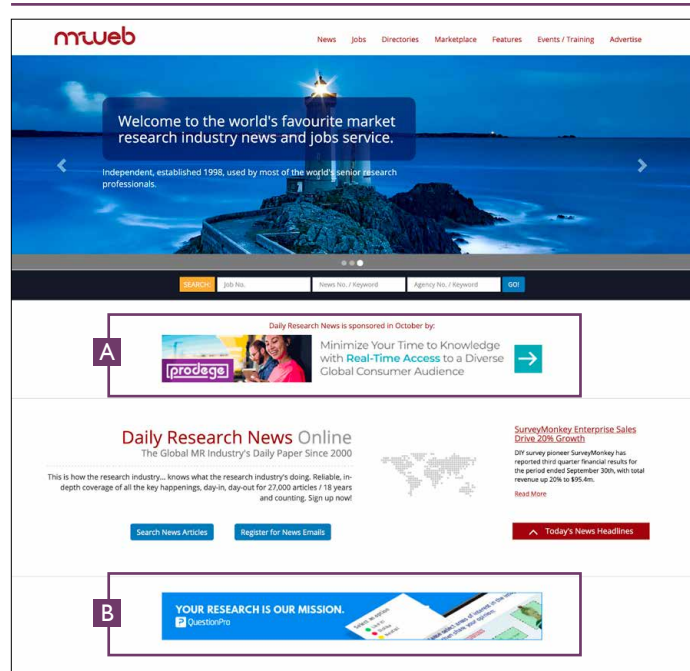 mrweb
News Jobs Directories Marketplace Features Events / Training Advertise
Welcome to the world's favourite market
research industry news and jobs service.
Independent, established 1998, used by most of the world's senior research
professionals.
SEARCH: Job No. News No. / Keyword Agency No. / Keyword GO!
A
Daily Research News is sponsored in October by:
prodege
Minimize Your Time to Knowledge
with Real-Time Access to a Diverse
Global Consumer Audience
Daily Research News Online
The Global MR Industry's Daily Paper Since 2000
This is how the research industry... knows what the research industry's doing. Reliable, in-
depth coverage of all the key happenings, day-in, day-out for 27,000 articles / 18 years
and counting. Sign up now!
Search News Articles Register for News Emails
SurveyMonkey Enterprise Sales
Drive 20% Growth
DIY survey pioneer SurveyMonkey has
reported third quarter financial results for
the period ended September 30th, with total
revenue up 20% to $95.4m.
Read More
Today's News Headlines
B
YOUR RESEARCH IS OUR MISSION.
QuestionPro
Select an option